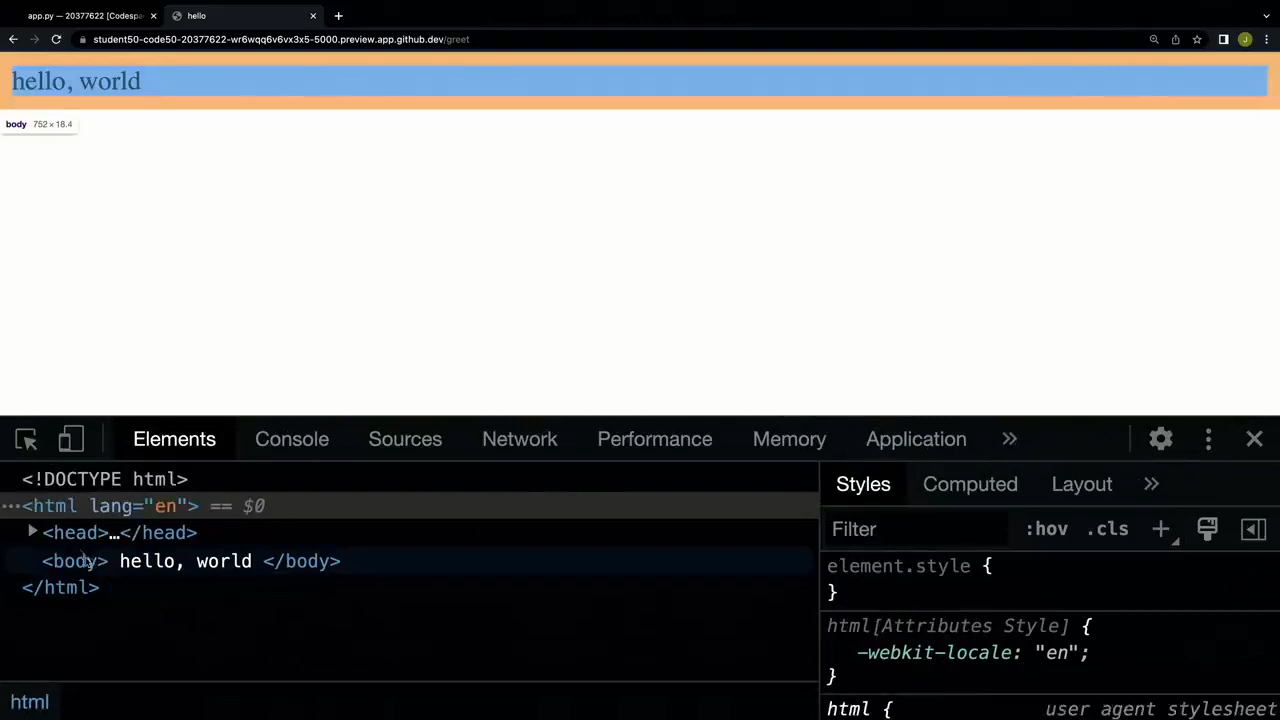 app.py — 20377622 [Codespa
hello
student50-code50-20377622-wr6wqq6v6vx3x5-5000.preview.app.github.dev/greet
J
hello, world
body 752 × 18.4
Elements Console Sources Network Performance Memory Application »
<!DOCTYPE html>
⋯<html lang="en"> == $0
▶<head>…</head>
<body> hello, world </body>
</html>
html
Styles Computed Layout »
Filter :hov .cls +
element.style {
}
html[Attributes Style] {
-webkit-locale: "en";
}
html { user agent stylesheet